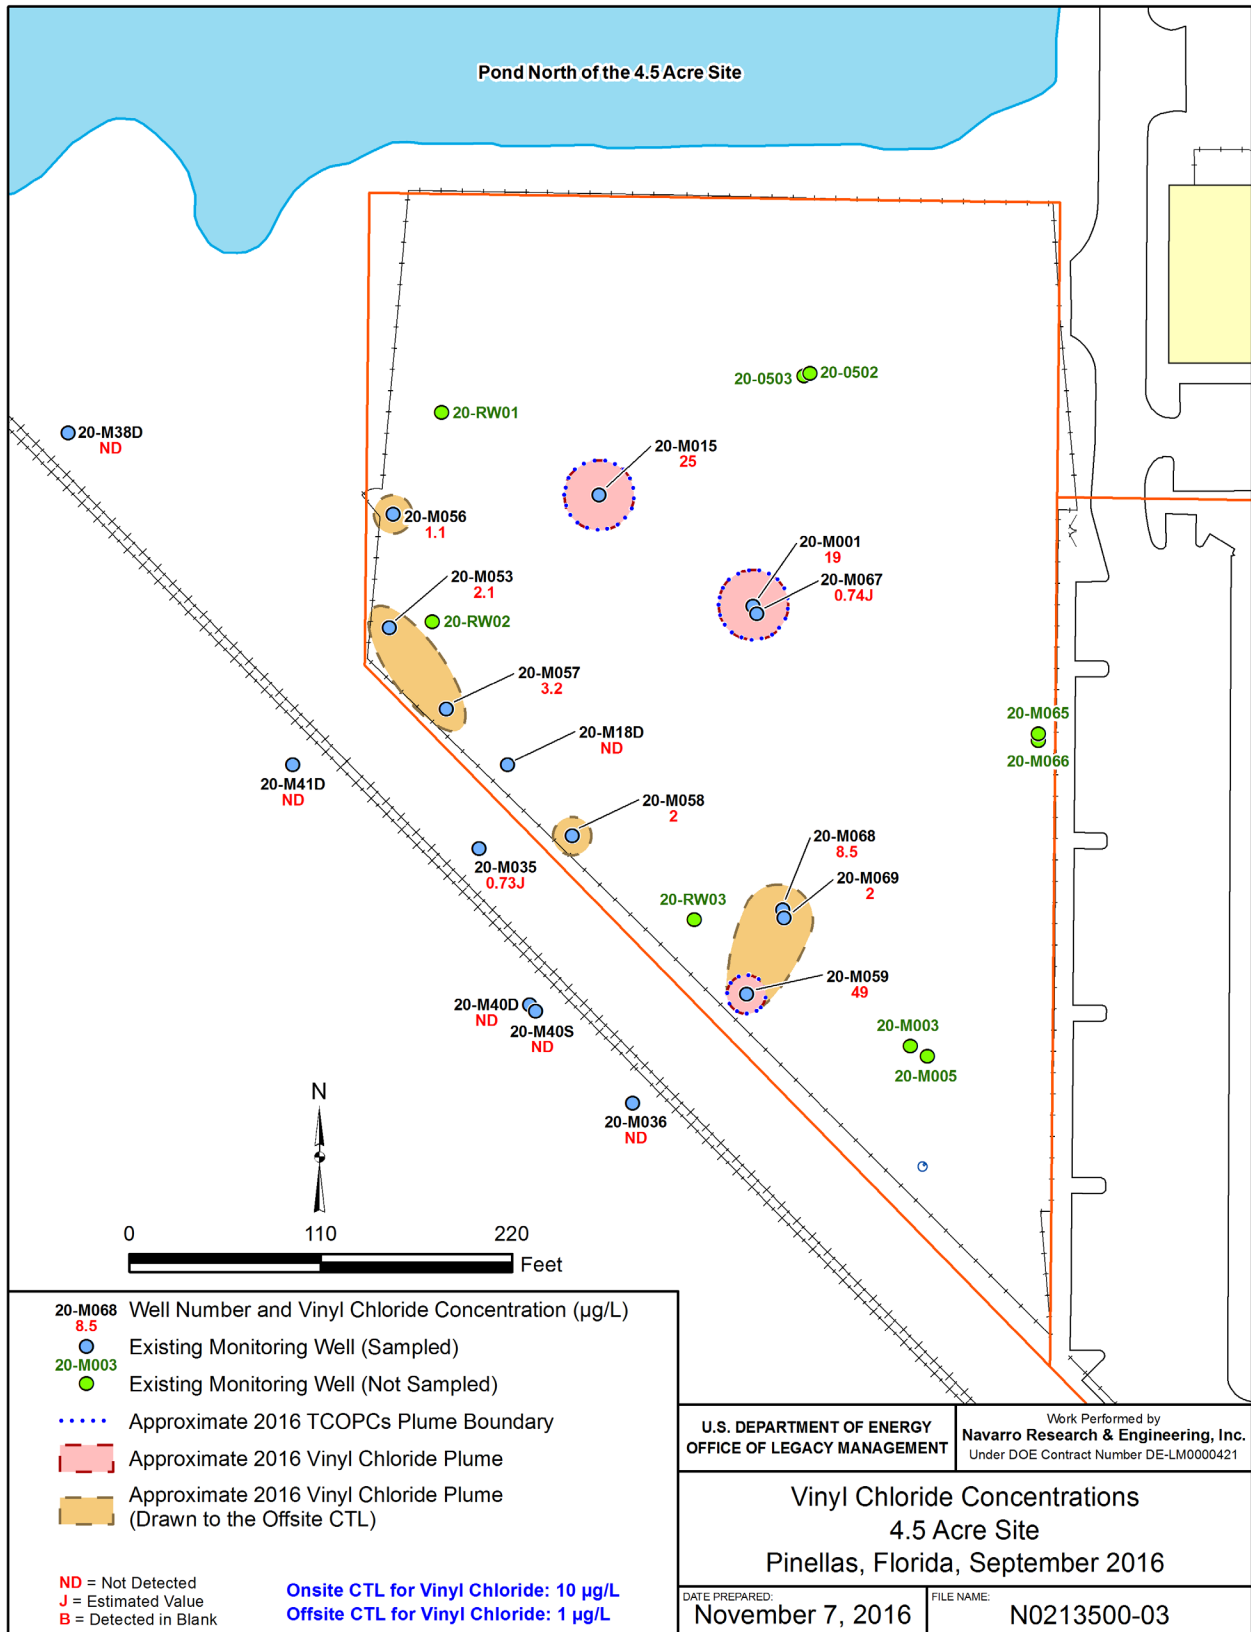 Pond North of the 4.5 Acre Site
20-0503
20-0502
20-RW01
20-M38D
ND
20-M015
25
20-M056
1.1
20-M001
19
20-M053
2.1
20-M067
0.74J
20-RW02
20-M057
3.2
20-M065
20-M18D
ND
20-M066
20-M41D
ND
20-M058
2
20-M068
8.5
20-M035
0.73J
20-M069
2
20-RW03
20-M059
49
20-M40D
ND
20-M40S
ND
20-M003
20-M005
N
20-M036
ND
0
110
220
Feet
20-M068
8.5
Well Number and Vinyl Chloride Concentration (µg/L)
Existing Monitoring Well (Sampled)
20-M003
Existing Monitoring Well (Not Sampled)
Approximate 2016 TCOPCs Plume Boundary
Approximate 2016 Vinyl Chloride Plume
Approximate 2016 Vinyl Chloride Plume
(Drawn to the Offsite CTL)
ND = Not Detected
J = Estimated Value
B = Detected in Blank
Onsite CTL for Vinyl Chloride: 10 µg/L
Offsite CTL for Vinyl Chloride: 1 µg/L
U.S. DEPARTMENT OF ENERGY
OFFICE OF LEGACY MANAGEMENT
Work Performed by
Navarro Research & Engineering, Inc.
Under DOE Contract Number DE-LM0000421
Vinyl Chloride Concentrations
4.5 Acre Site
Pinellas, Florida, September 2016
DATE PREPARED:
November 7, 2016
FILE NAME:
N0213500-03